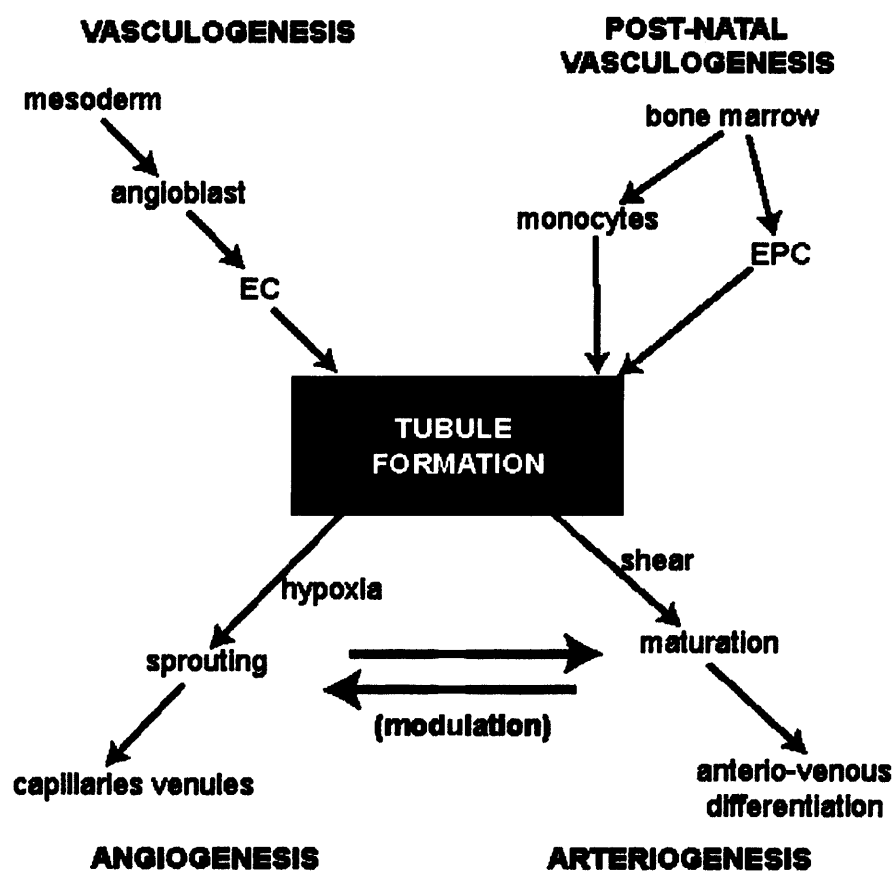 VASCULOGENESIS
POST-NATAL
VASCULOGENESIS
mesoderm
bone marrow
angioblast
monocytes
EPC
EC
TUBULE
FORMATION
shear
hypoxia
sprouting
maturation
(modulation)
capillaries venules
anterio-venous
differentiation
ANGIOGENESIS
ARTERIOGENESIS